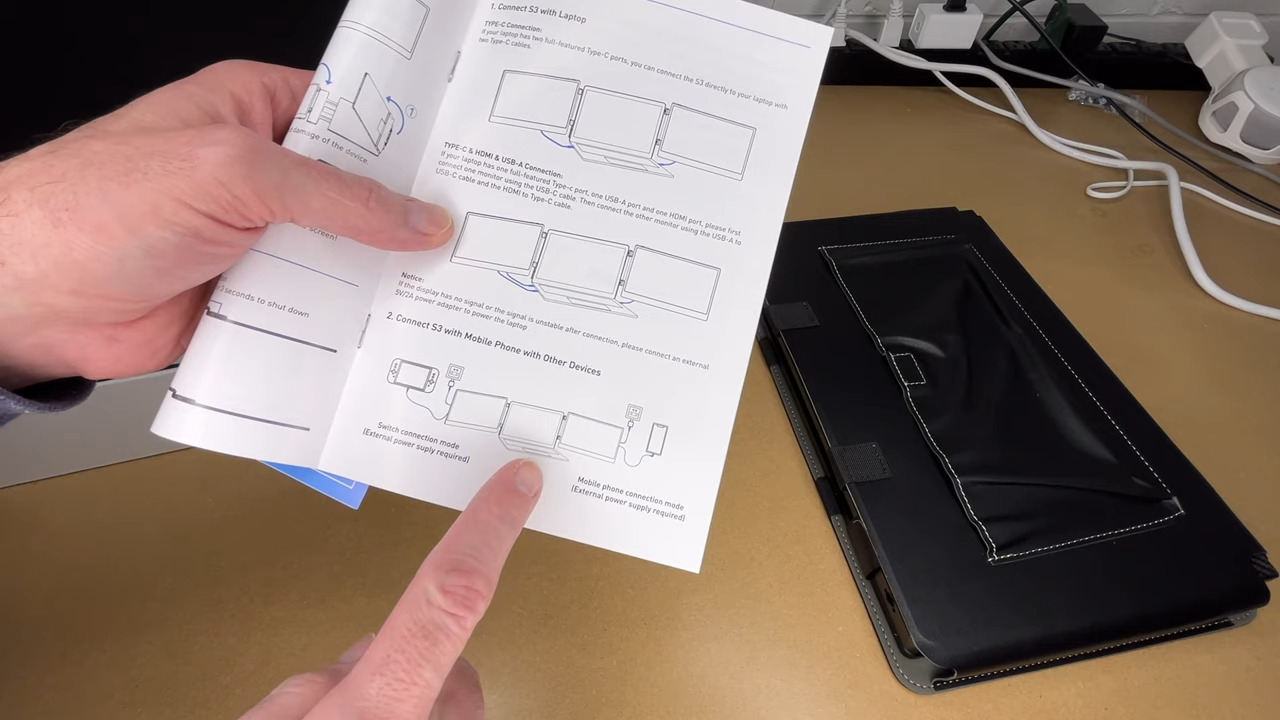 ①
damage of the device.
screen!
seconds to shut down
1. Connect S3 with Laptop
TYPE-C Connection:
If your laptop has two full-featured Type-C ports, you can connect the S3 directly to your laptop with
two Type-C cables.
TYPE-C & HDMI & USB-A Connection:
If your laptop has one full-featured Type-c port, one USB-A port and one HDMI port, please first
connect one monitor using the USB-C cable. Then connect the other monitor using the USB-A to
USB-C cable and the HDMI to Type-C cable.
Notice:
If the display has no signal or the signal is unstable after connection, please connect an external
5V/2A power adapter to power the laptop
2. Connect S3 with Mobile Phone with Other Devices
Switch connection mode
(External power suply required)
Mobile phone connection mode
(External power supply required)